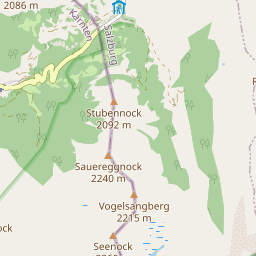 2086 m
Kärnten
Salzburg
Stubennock
2092 m
Sauereggnock
2240 m
Vogelsangberg
2215 m
Seenock